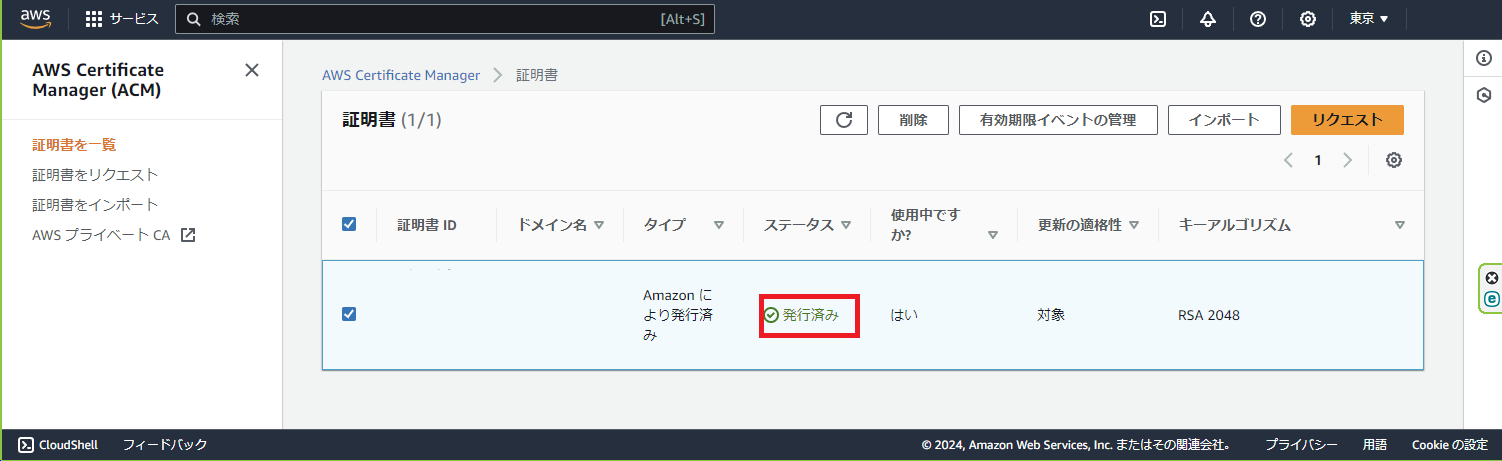 aws サービス 検索 [Alt+S] 東京 ▼
AWS Certificate
Manager (ACM)
証明書を一覧
証明書をリクエスト
証明書をインポート
AWS プライベート CA
AWS Certificate Manager > 証明書
証明書 (1/1)
削除 有効期限イベントの管理 インポート リクエスト
1
証明書 ID ドメイン名 タイプ ステータス 使用中です 更新の適格性 キーアルゴリズム
か?
Amazon に
より発行済
み
発行済み はい 対象 RSA 2048
CloudShell フィードバック © 2024, Amazon Web Services, Inc. またはその関連会社。 プライバシー 用語 Cookie の設定